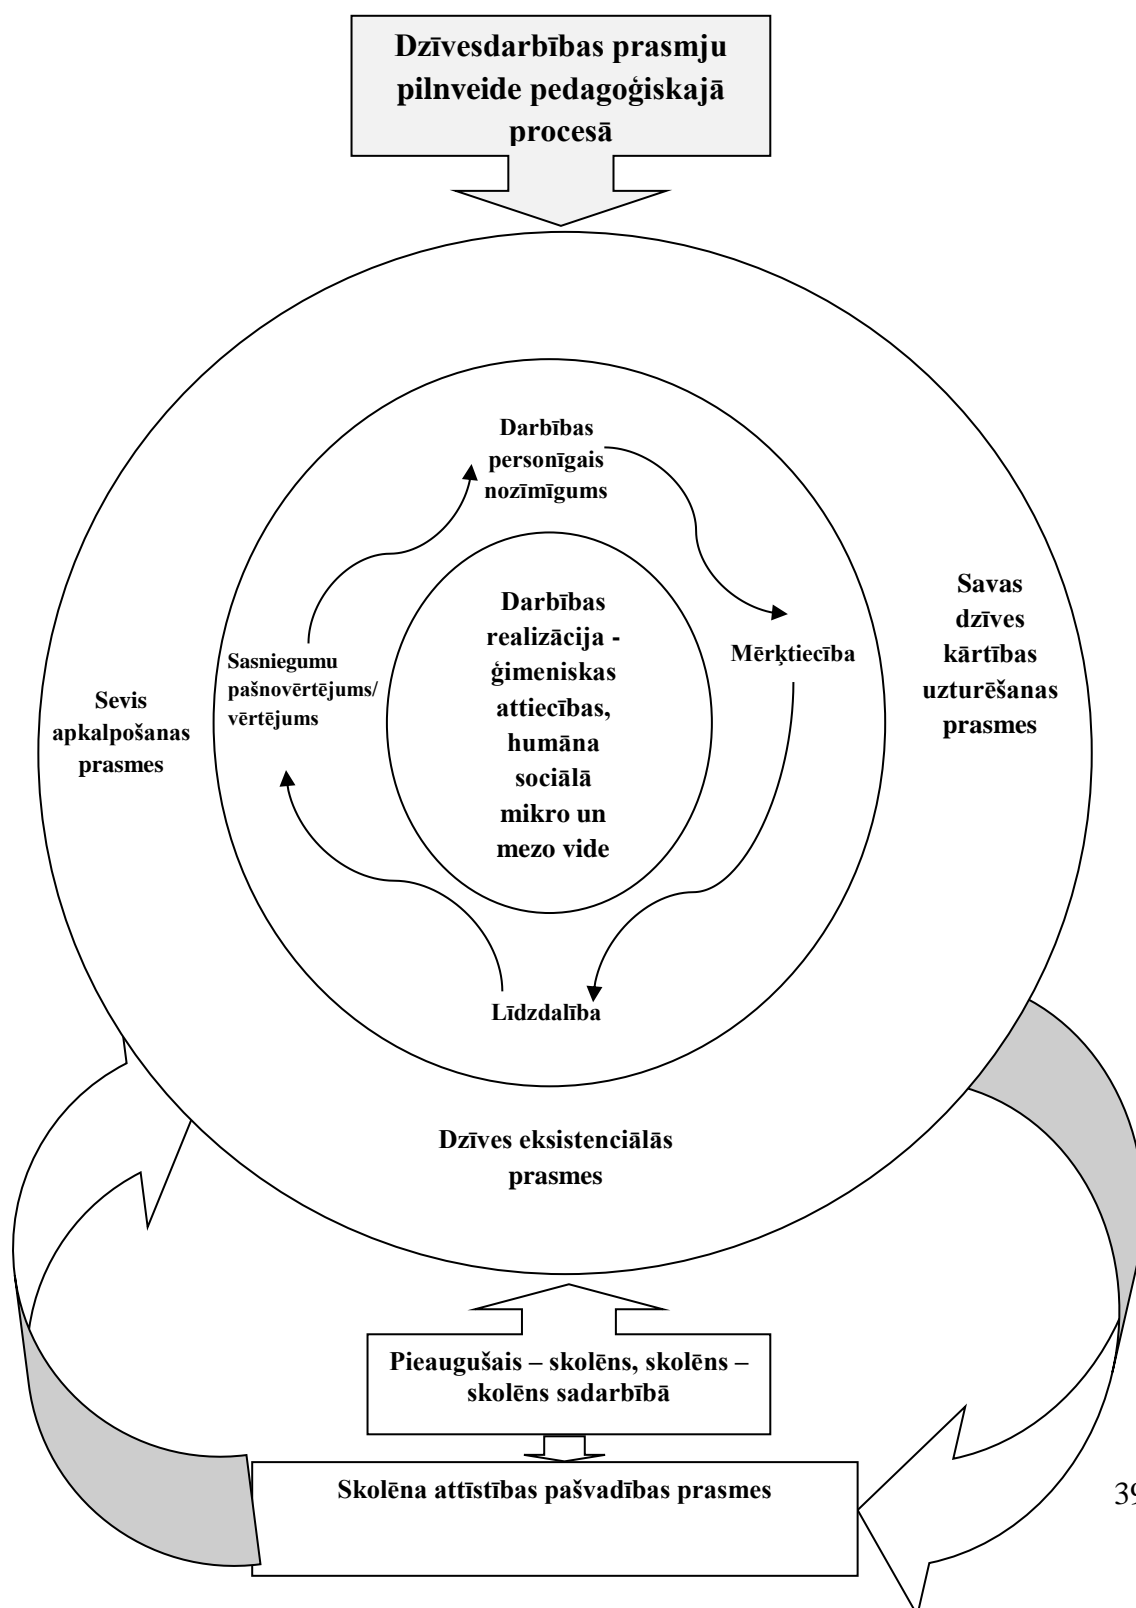 Dzīvesdarbības prasmju
pilnveide pedagoģiskajā
procesā
Darbības
personīgais
nozīmīgums
Darbības
realizācija -
ģimeniskas
attiecības,
humāna
sociālā
mikro un
mezo vide
Savas
dzīves
kārtības
uzturēšanas
prasmes
Mērķtiecība
Sasniegumu
pašnovērtējums/
vērtējums
Sevis
apkalpošanas
prasmes
Līdzdalība
Dzīves eksistenciālās
prasmes
Pieaugušais – skolēns, skolēns –
skolēns sadarbībā
Skolēna attīstības pašvadības prasmes
39